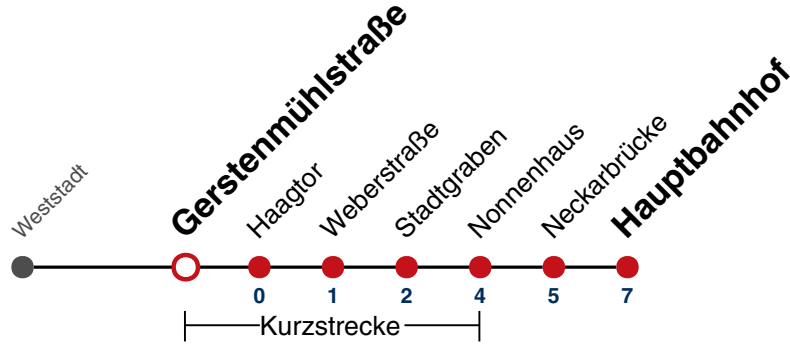 Weststadt
Gerstenmühlstraße
Haagtor
Weberstraße
Stadtgraben
Nonnenhaus
Neckarbrücke
Hauptbahnhof
0 1 2 4 5 7
Kurzstrecke